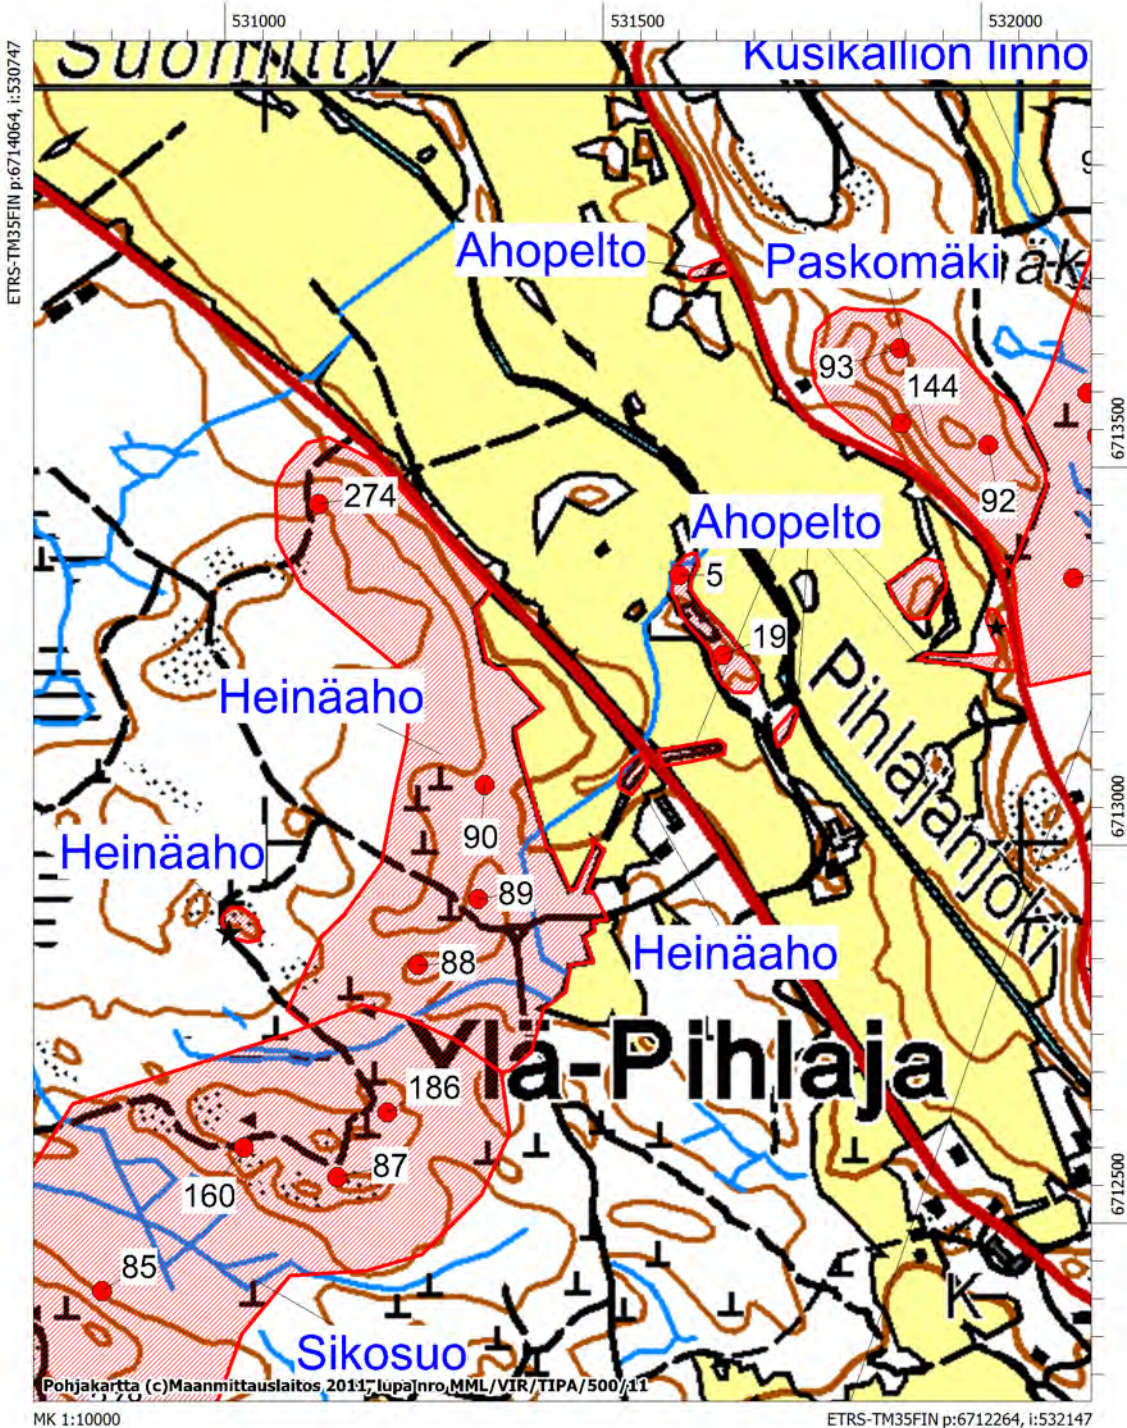 531000
531500
532000
ETRS-TM35FIN p:6714064, i:530747
Suomitty
Kusikallion linno
9
Ahopelto
Paskomäki
äk
93
144
6713500
274
92
Ahopelto
5
19
Heinäaho
Pihlajanjoki
6713000
90
Heinäaho
89
Heinäaho
88
Ylä-Pihlaja
186
87
160
6712500
85
K
Sikosuo
Pohjakartta (c)Maanmittauslaitos 2011, lupa nro MML/VIR/TIPA/500/11
MK 1:10000
ETRS-TM35FIN p:6712264, i:532147